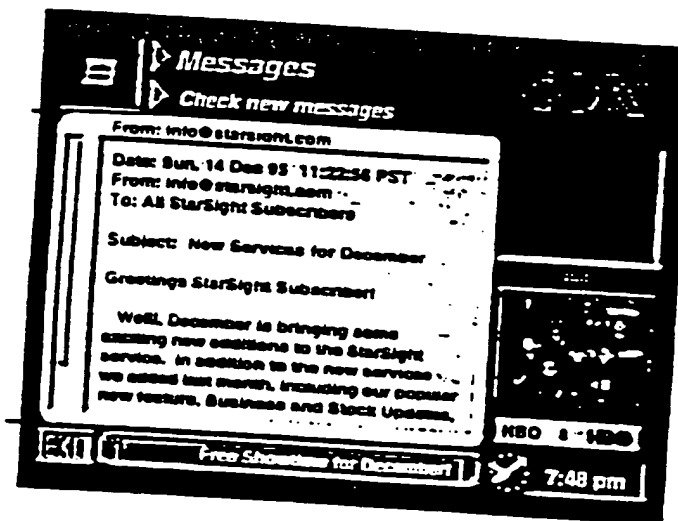 Messages
Check new messages
From: info@starsight.com
Date: Sun, 14 Dec 95 11:22:56 PST
From: info@starsight.com
To: All StarSight Subscribers
Subject: New Services for December
Greetings StarSight Subscriber!
Well, December is bringing some
exciting new additions to the StarSight
service. In addition to the new services
we added last month, including our popular
new feature, Business and Stock Updates,
HBO 8 HBO
EXIT
Free Showtime for December!
7:48 pm